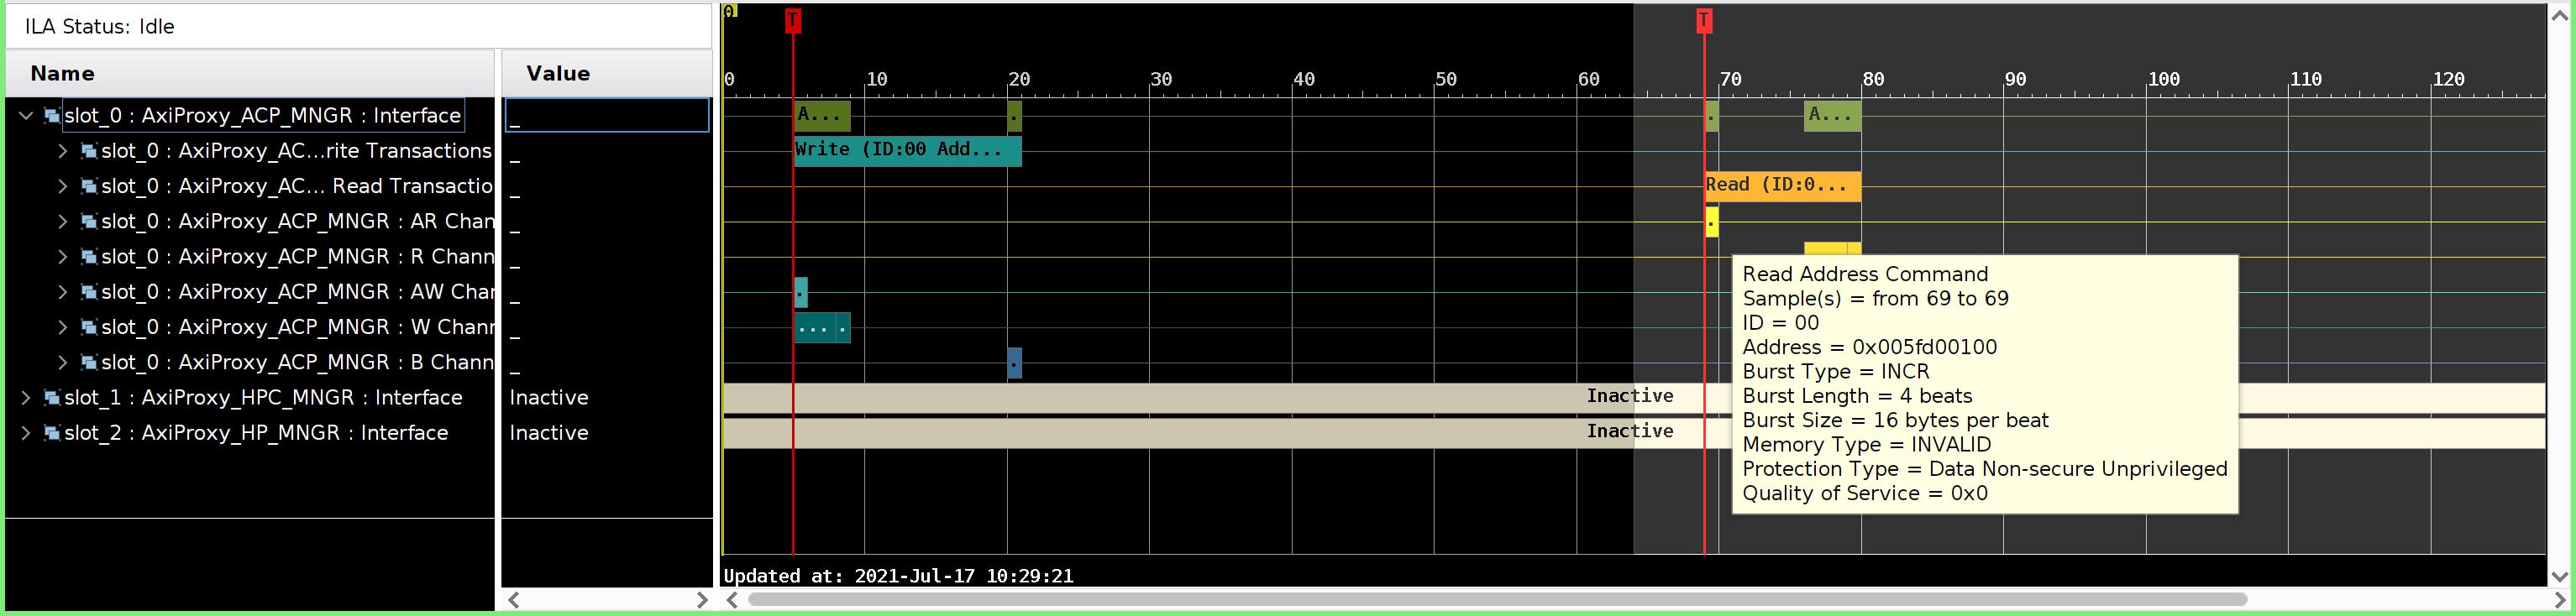 ILA Status: Idle
Name
Value
slot_0 : AxiProxy_ACP_MNGR : Interface
_
slot_0 : AxiProxy_AC...rite Transactions
_
slot_0 : AxiProxy_AC... Read Transactio
_
slot_0 : AxiProxy_ACP_MNGR : AR Chan
_
slot_0 : AxiProxy_ACP_MNGR : R Chann
_
slot_0 : AxiProxy_ACP_MNGR : AW Char
_
slot_0 : AxiProxy_ACP_MNGR : W Chann
_
slot_0 : AxiProxy_ACP_MNGR : B Chann
_
slot_1 : AxiProxy_HPC_MNGR : Interface
Inactive
slot_2 : AxiProxy_HP_MNGR : Interface
Inactive
0
T
T
0 10 20 30 40 50 60 70 80 90 100 110 120
A... . . A...
Write (ID:00 Add...
Read (ID:0...
.
.
... .
.
Inactive
Inactive
Read Address Command
Sample(s) = from 69 to 69
ID = 00
Address = 0x005fd00100
Burst Type = INCR
Burst Length = 4 beats
Burst Size = 16 bytes per beat
Memory Type = INVALID
Protection Type = Data Non-secure Unprivileged
Quality of Service = 0x0
Updated at: 2021-Jul-17 10:29:21